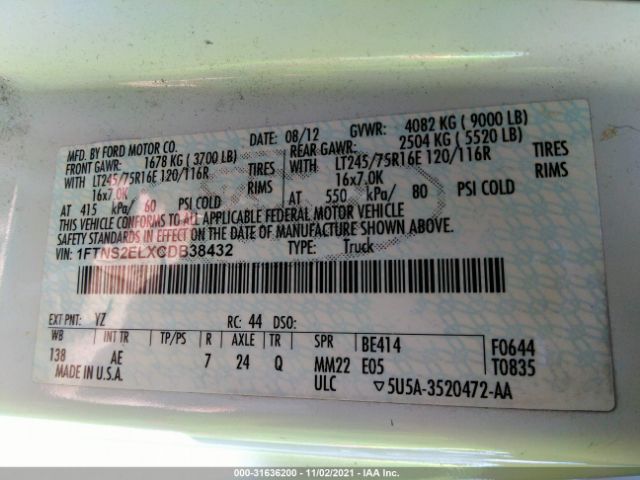 MFD. BY FORD MOTOR CO. DATE: 08/12 GVWR: 4082 KG ( 9000 LB)
FRONT GAWR: 1678 KG ( 3700 LB) REAR GAWR: 2504 KG ( 5520 LB)
WITH LT245/75R16E 120/116R TIRES WITH LT245/75R16E 120/116R TIRES
16x7.0K RIMS 16x7.0K RIMS
AT 415 kPa/ 60 PSI COLD AT 550 kPa/ 80 PSI COLD
THIS VEHICLE CONFORMS TO ALL APPLICABLE FEDERAL MOTOR VEHICLE
SAFETY STANDARDS IN EFFECT ON THE DATE OF MANUFACTURE SHOWN ABOVE.
VIN: 1FTNS2ELXCDB38432 TYPE: Truck
EXT PNT: YZ RC: 44 DSO:
WB INT TR TP/PS R AXLE TR SPR BE414 F0644
138 AE 7 24 Q MM22 E05 T0835
MADE IN U.S.A. ULC ▽5U5A-3520472-AA
000-31636200 - 11/02/2021 - IAA Inc.